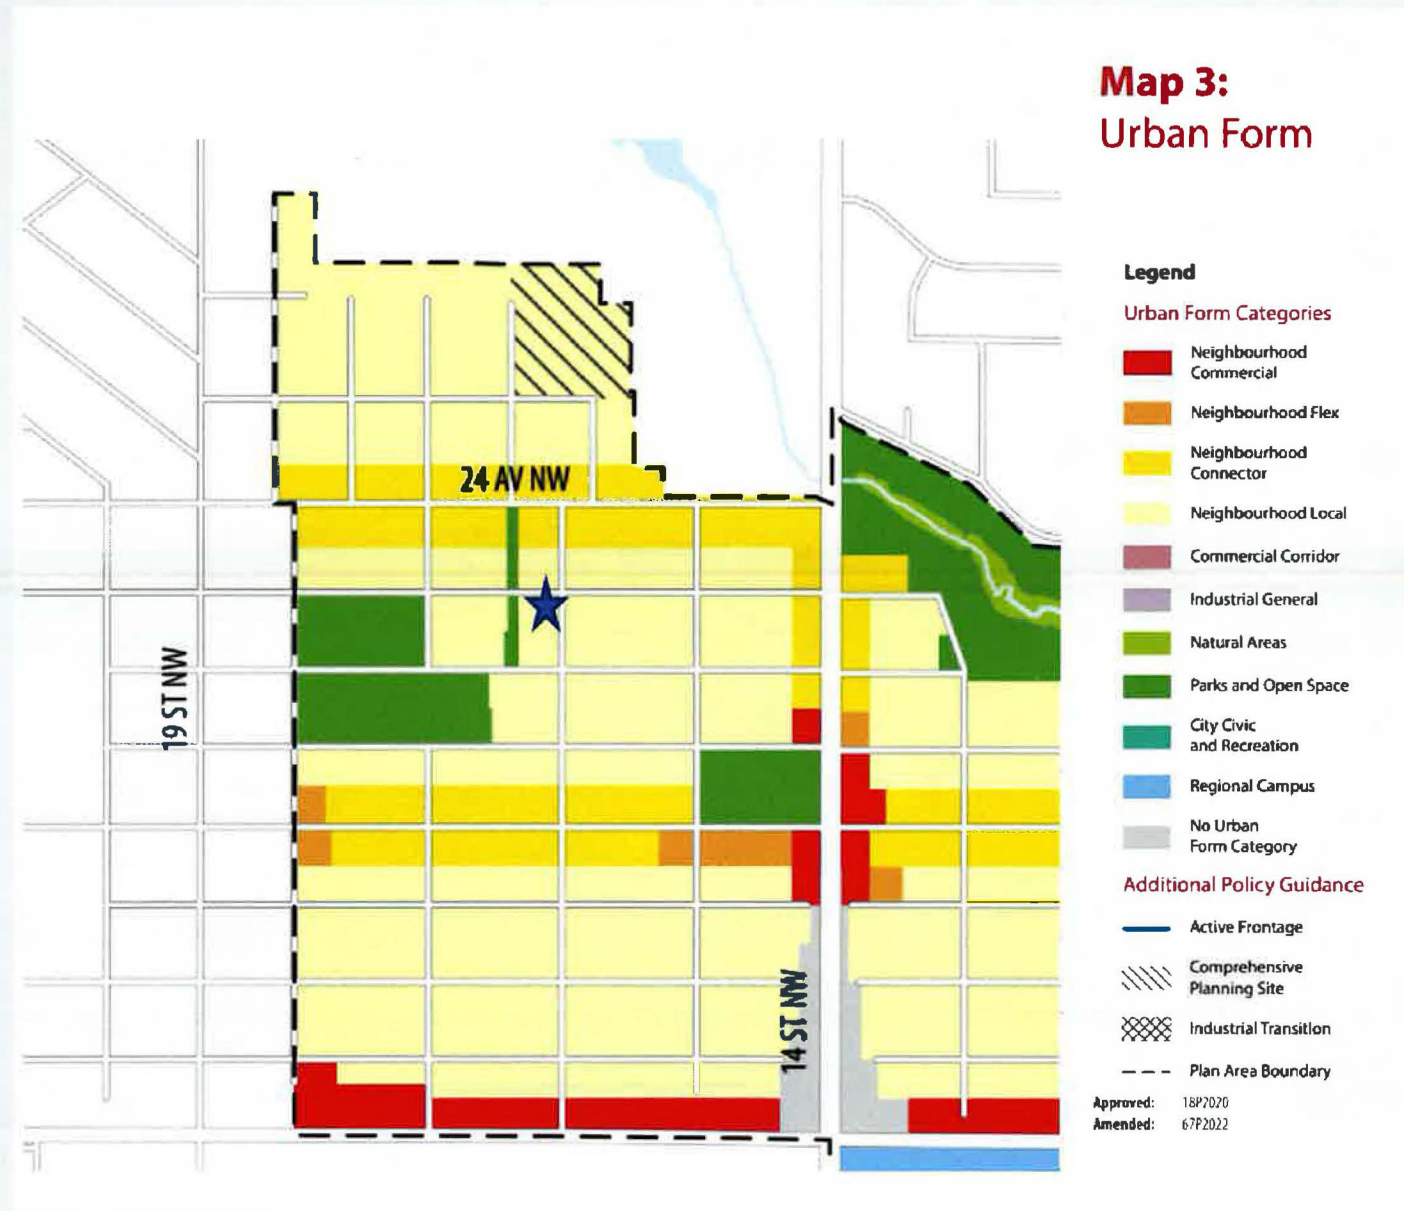 Map 3:
Urban Form
24 AV NW
19 ST NW
14 ST NW
Legend
Urban Form Categories
Neighbourhood
Commercial
Neighbourhood Flex
Neighbourhood
Connector
Neighbourhood Local
Commercial Corridor
Industrial General
Natural Areas
Parks and Open Space
City Civic
and Recreation
Regional Campus
No Urban
Form Category
Additional Policy Guidance
Active Frontage
Comprehensive
Planning Site
Industrial Transition
Plan Area Boundary
Approved: 18P2020
Amended: 67P2022